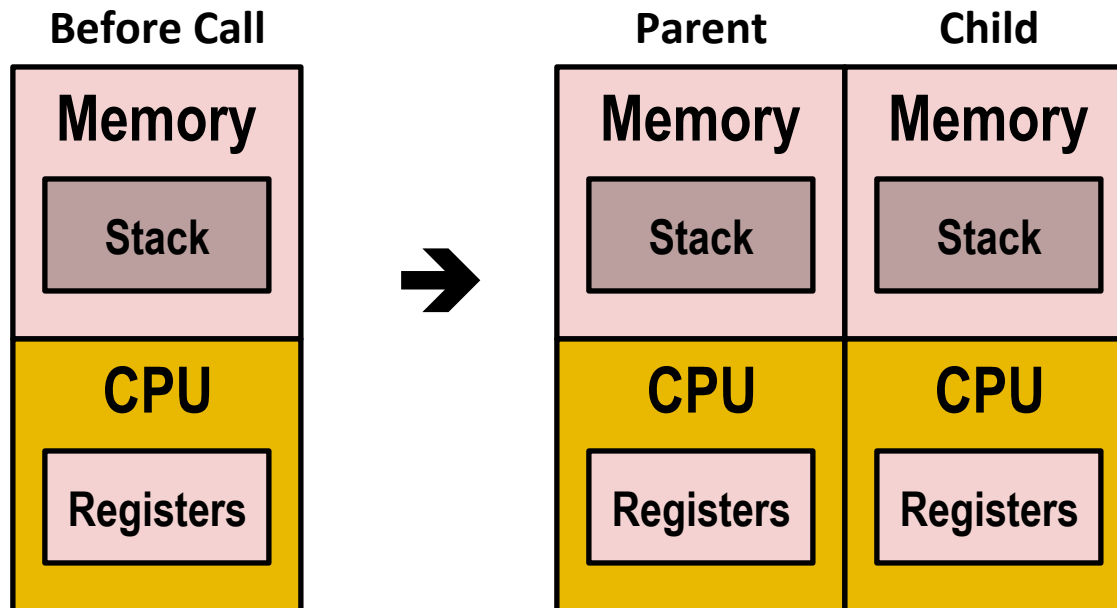 Before Call
Parent
Child
Memory
Memory
Memory
Stack
Stack
Stack
CPU
CPU
CPU
Registers
Registers
Registers